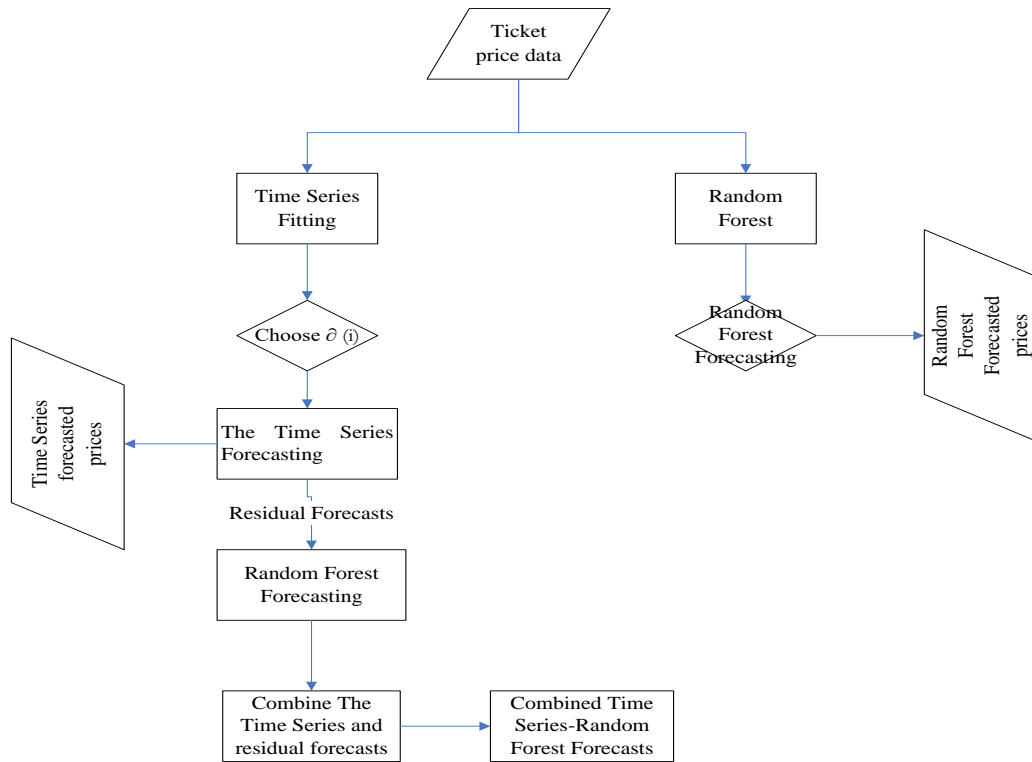 Ticket
price data
Time Series
Fitting
Random
Forest
Choose ∂ (i)
Random
Forest
Forecasting
Random
Forest
Forecasted
prices
The Time Series
Forecasting
Time Series
forecasted
prices
Residual Forecasts
Random Forest
Forecasting
Combine The
Time Series and
residual forecasts
Combined Time
Series-Random
Forest Forecasts